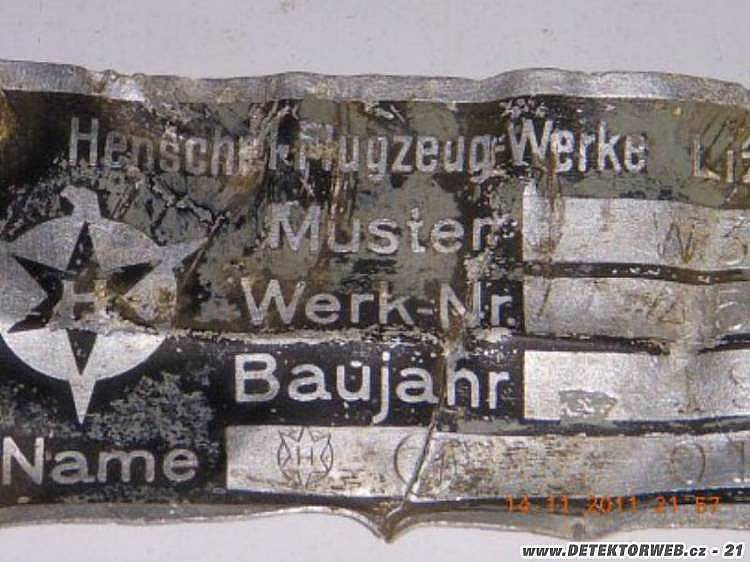 Henschel-Flugzeug-Werke
Muster
Werk-Nr.
H
Baujahr
Name H
14 11 2011 21 57
www.DETEKTORWEB.cz - 21